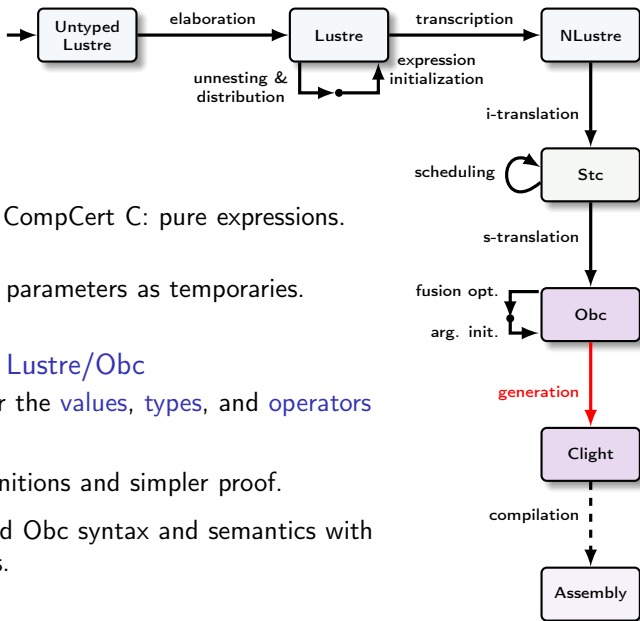 Untyped
Lustre
elaboration
Lustre
transcription
NLustre
unnesting &
distribution
expression
initialization
i-translation
scheduling
Stc
CompCert C: pure expressions.
s-translation
parameters as temporaries.
fusion opt.
Obc
arg. init.
Lustre/Obc
r the values, types, and operators
generation
Clight
nitions and simpler proof.
compilation
d Obc syntax and semantics with
s.
Assembly